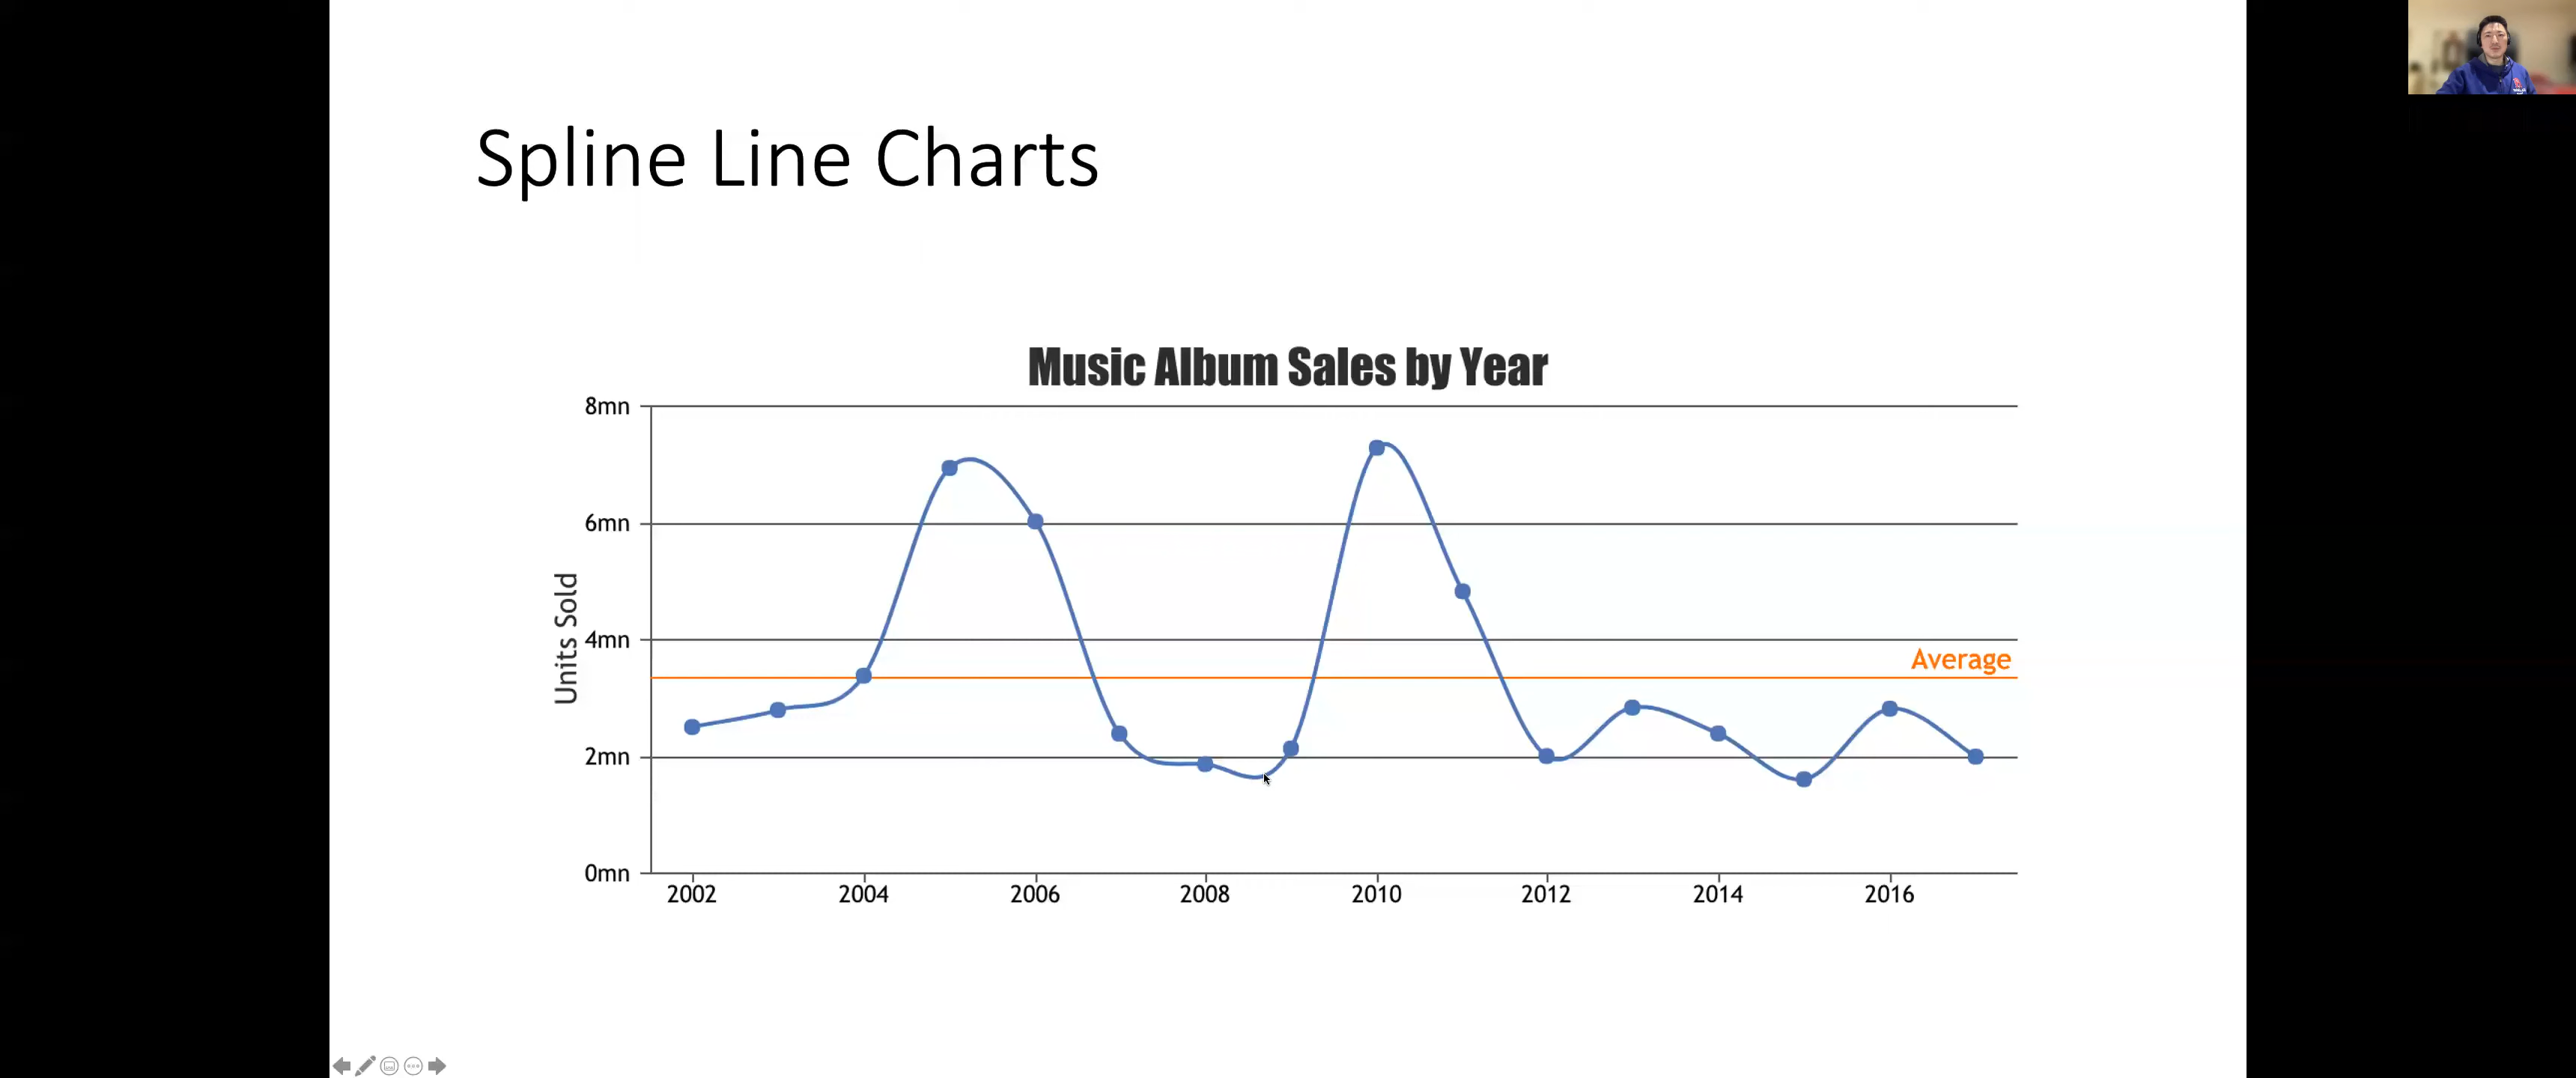 Spline Line Charts
Music Album Sales by Year
8mn
6mn
4mn
2mn
0mn
Units Sold
Average
2002 2004 2006 2008 2010 2012 2014 2016